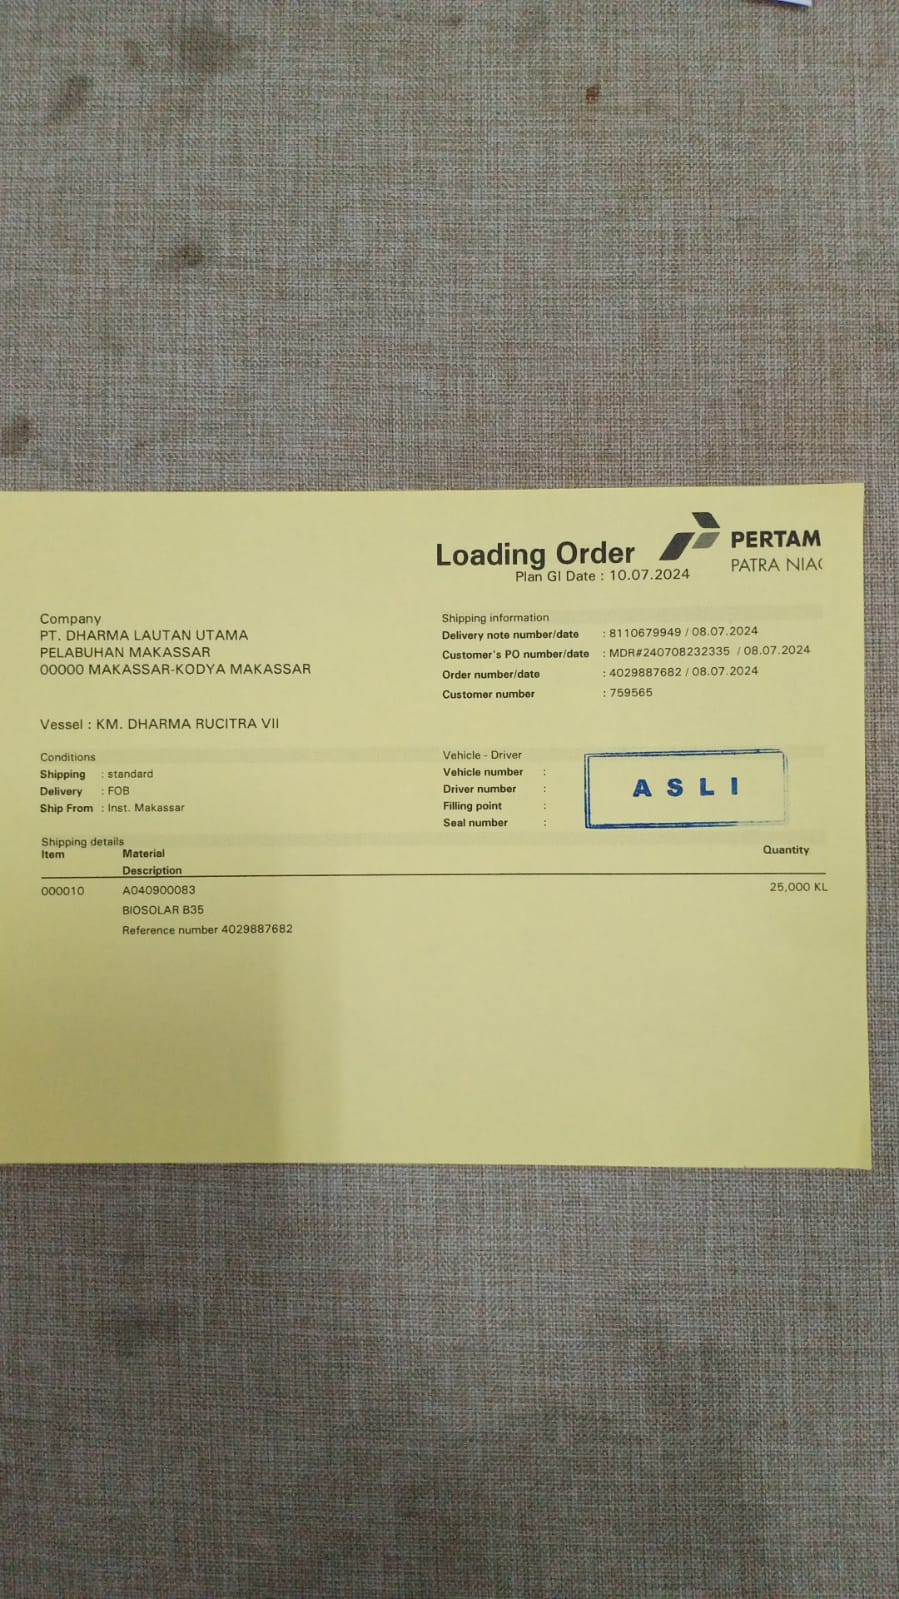 Loading Order
Plan GI Date : 10.07.2024
PERTAM
PATRA NIA
Company
PT. DHARMA LAUTAN UTAMA
PELABUHAN MAKASSAR
00000 MAKASSAR-KODYA MAKASSAR
Shipping information
Delivery note number/date : 8110679949 / 08.07.2024
Customer's PO number/date : MDR#240708232335 / 08.07.2024
Order number/date : 4029887682 / 08.07.2024
Customer number : 759565
Vessel : KM. DHARMA RUCITRA VII
Conditions
Shipping : standard
Delivery : FOB
Ship From : Inst. Makassar
Vehicle - Driver
Vehicle number :
Driver number :
Filling point :
Seal number :
ASLI
Shipping details
Item Material Quantity
Description
000010 A040900083 25,000 KL
BIOSOLAR B35
Reference number 4029887682